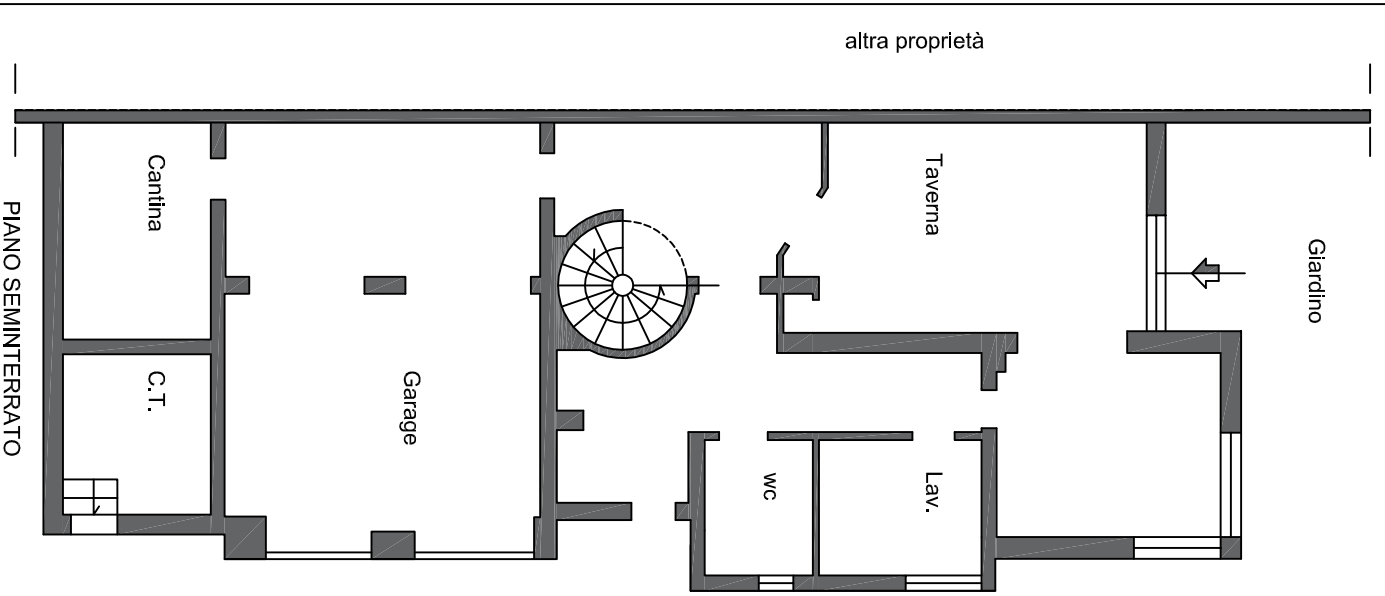 altra proprietà
Giardino
Taverna
Cantina
Garage
C.T.
Lav.
wc
PIANO SEMINTERRATO